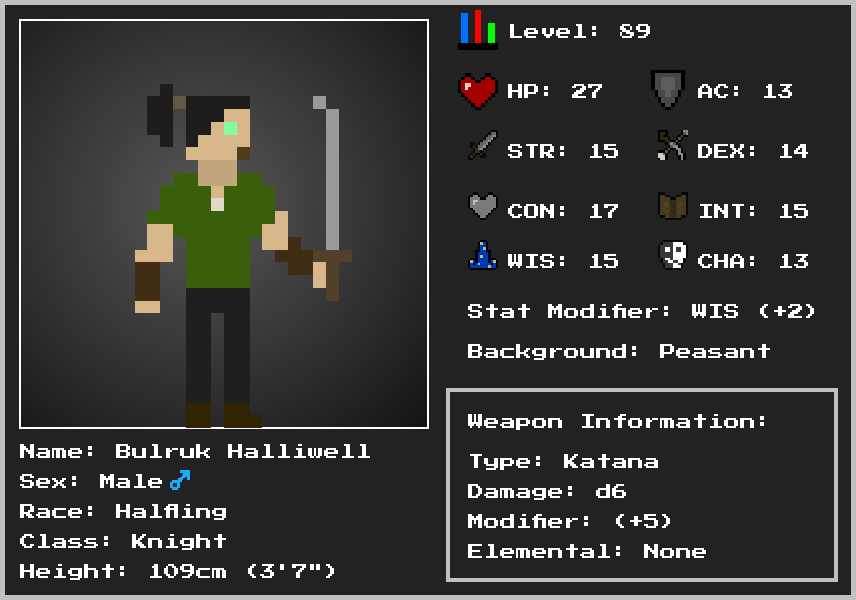 Level: 89
HP: 27
AC: 13
STR: 15
DEX: 14
CON: 17
INT: 15
WIS: 15
CHA: 13
Stat Modifier: WIS (+2)
Background: Peasant
Weapon Information:
Type: Katana
Damage: d6
Modifier: (+5)
Elemental: None
Name: Bulruk Halliwell
Sex: Male♂
Race: Halfling
Class: Knight
Height: 109cm (3'7")